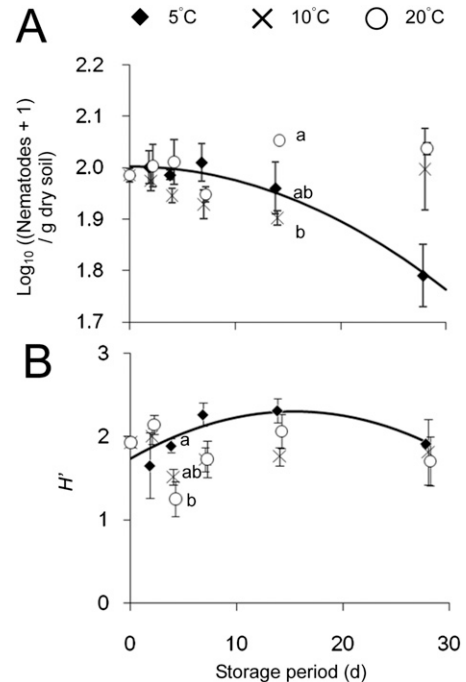 A
5°C 10°C 20°C
2.2
2.1
2.0
1.9
1.8
1.7
Log₁₀ ((Nematodes + 1)
/ g dry soil)
a
ab
b
B
3
2
1
0
H'
a
ab
b
0 10 20 30
Storage period (d)